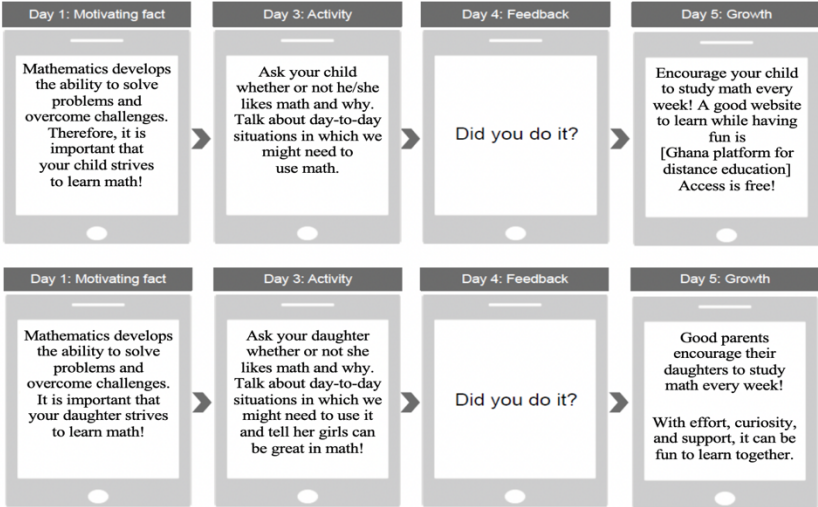 Day 1: Motivating fact
Mathematics develops
the ability to solve
problems and
overcome challenges.
Therefore, it is
important that
your child strives
to learn math!
Day 3: Activity
Ask your child
whether or not he/she
likes math and why.
Talk about day-to-day
situations in which we
might need to
use math.
Day 4: Feedback
Did you do it?
Day 5: Growth
Encourage your child
to study math every
week! A good website
to learn while having
fun is
[Ghana platform for
distance education]
Access is free!
Day 1: Motivating fact
Mathematics develops
the ability to solve
problems and
overcome challenges.
It is important that
your daughter strives
to learn math!
Day 3: Activity
Ask your daughter
whether or not she
likes math and why.
Talk about day-to-day
situations in which we
might need to use it
and tell her girls can
be great in math!
Day 4: Feedback
Did you do it?
Day 5: Growth
Good parents
encourage their
daughters to study
math every week!
With effort, curiosity,
and support, it can be
fun to learn together.